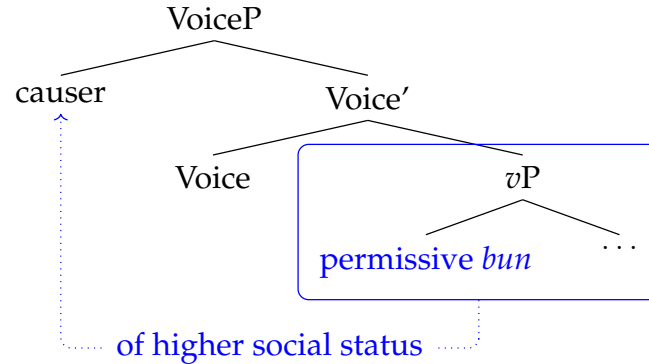 VoiceP
causer Voice’
Voice vP
permissive bun ...
of higher social status